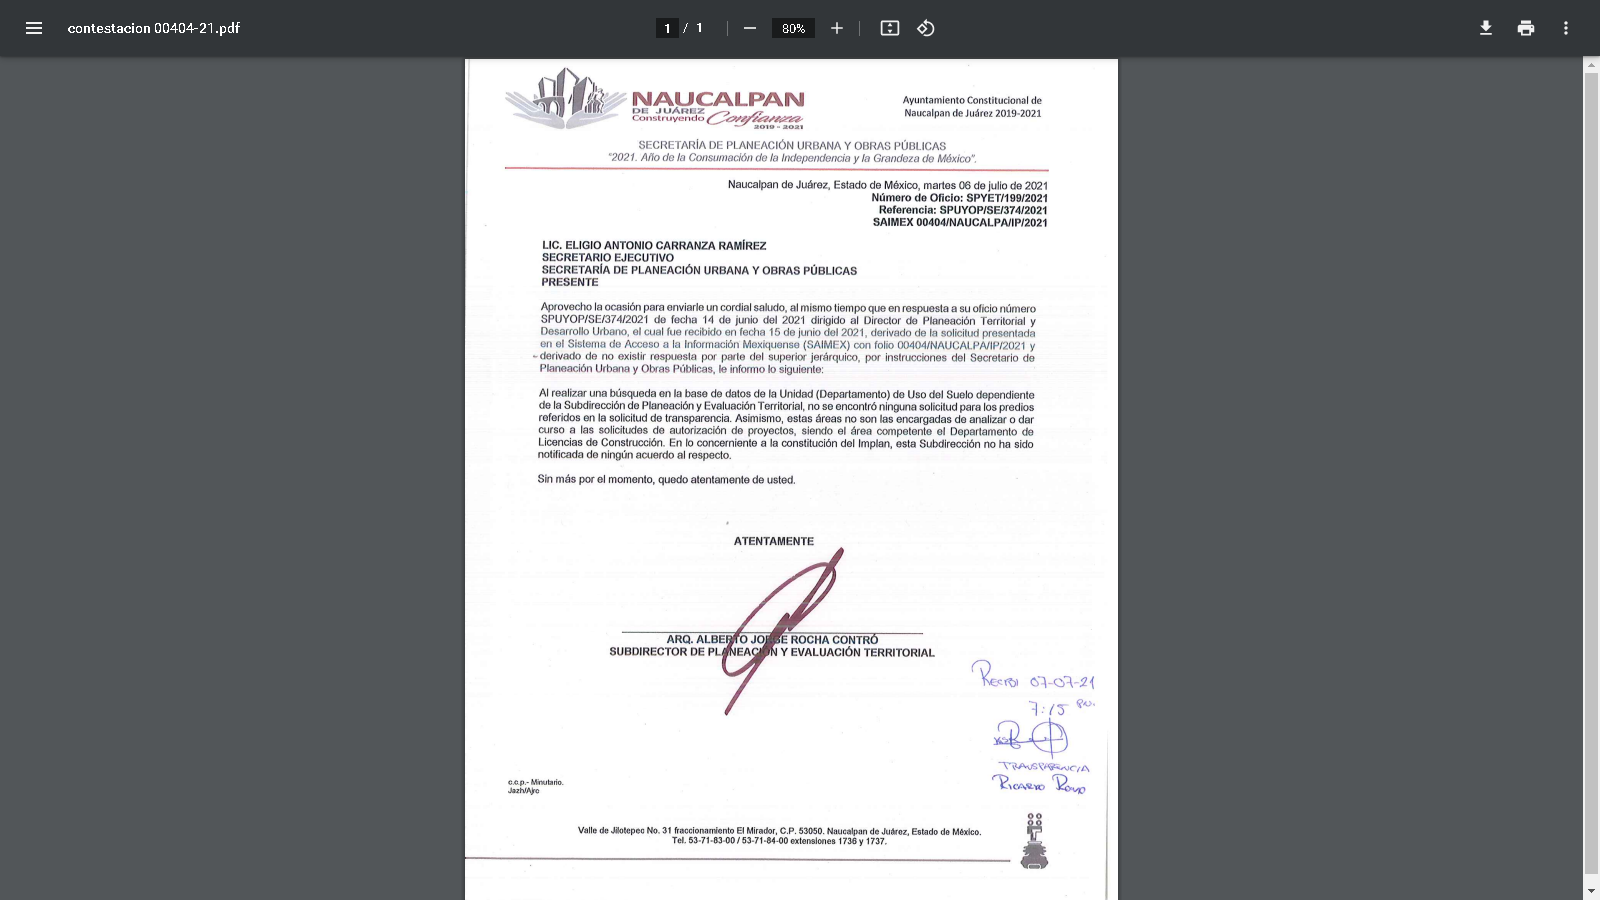 contestacion 00404-21.pdf
1 / 1
80%
NAUCALPAN
DE JUÁREZ
Construyendo Confianza
2019 - 2021
Ayuntamiento Constitucional de
Naucalpan de Juárez 2019-2021
SECRETARÍA DE PLANEACIÓN URBANA Y OBRAS PÚBLICAS
"2021. Año de la Consumación de la Independencia y la Grandeza de México".
Naucalpan de Juárez, Estado de México, martes 06 de julio de 2021
Número de Oficio: SPYET/199/2021
Referencia: SPUYOP/SE/374/2021
SAIMEX 00404/NAUCALPA/IP/2021
LIC. ELIGIO ANTONIO CARRANZA RAMÍREZ
SECRETARIO EJECUTIVO
SECRETARÍA DE PLANEACIÓN URBANA Y OBRAS PÚBLICAS
PRESENTE
Aprovecho la ocasión para enviarle un cordial saludo, al mismo tiempo que en respuesta a su oficio número
SPUYOP/SE/374/2021 de fecha 14 de junio del 2021 dirigido al Director de Planeación Territorial y
Desarrollo Urbano, el cual fue recibido en fecha 15 de junio del 2021, derivado de la solicitud presentada
en el Sistema de Acceso a la Información Mexiquense (SAIMEX) con folio 00404/NAUCALPA/IP/2021 y
derivado de no existir respuesta por parte del superior jerárquico, por instrucciones del Secretario de
Planeación Urbana y Obras Públicas, le informo lo siguiente:
Al realizar una búsqueda en la base de datos de la Unidad (Departamento) de Uso del Suelo dependiente
de la Subdirección de Planeación y Evaluación Territorial, no se encontró ninguna solicitud para los predios
referidos en la solicitud de transparencia. Asimismo, estas áreas no son las encargadas de analizar o dar
curso a las solicitudes de autorización de proyectos, siendo el área competente el Departamento de
Licencias de Construcción. En lo concerniente a la constitución del Implan, esta Subdirección no ha sido
notificada de ningún acuerdo al respecto.
Sin más por el momento, quedo atentamente de usted.
ATENTAMENTE
ARQ. ALBERTO JORGE ROCHA CONTRÓ
SUBDIRECTOR DE PLANEACIÓN Y EVALUACIÓN TERRITORIAL
Recibi 07-07-21
7:15 pm.
TRANSPARENCIA
Ricardo
c.c.p.- Minutario.
Jazh/Ajrc
Valle de Jilotepec No. 31 fraccionamiento El Mirador, C.P. 53050. Naucalpan de Juárez, Estado de México.
Tel. 53-71-83-00 / 53-71-84-00 extensiones 1736 y 1737.